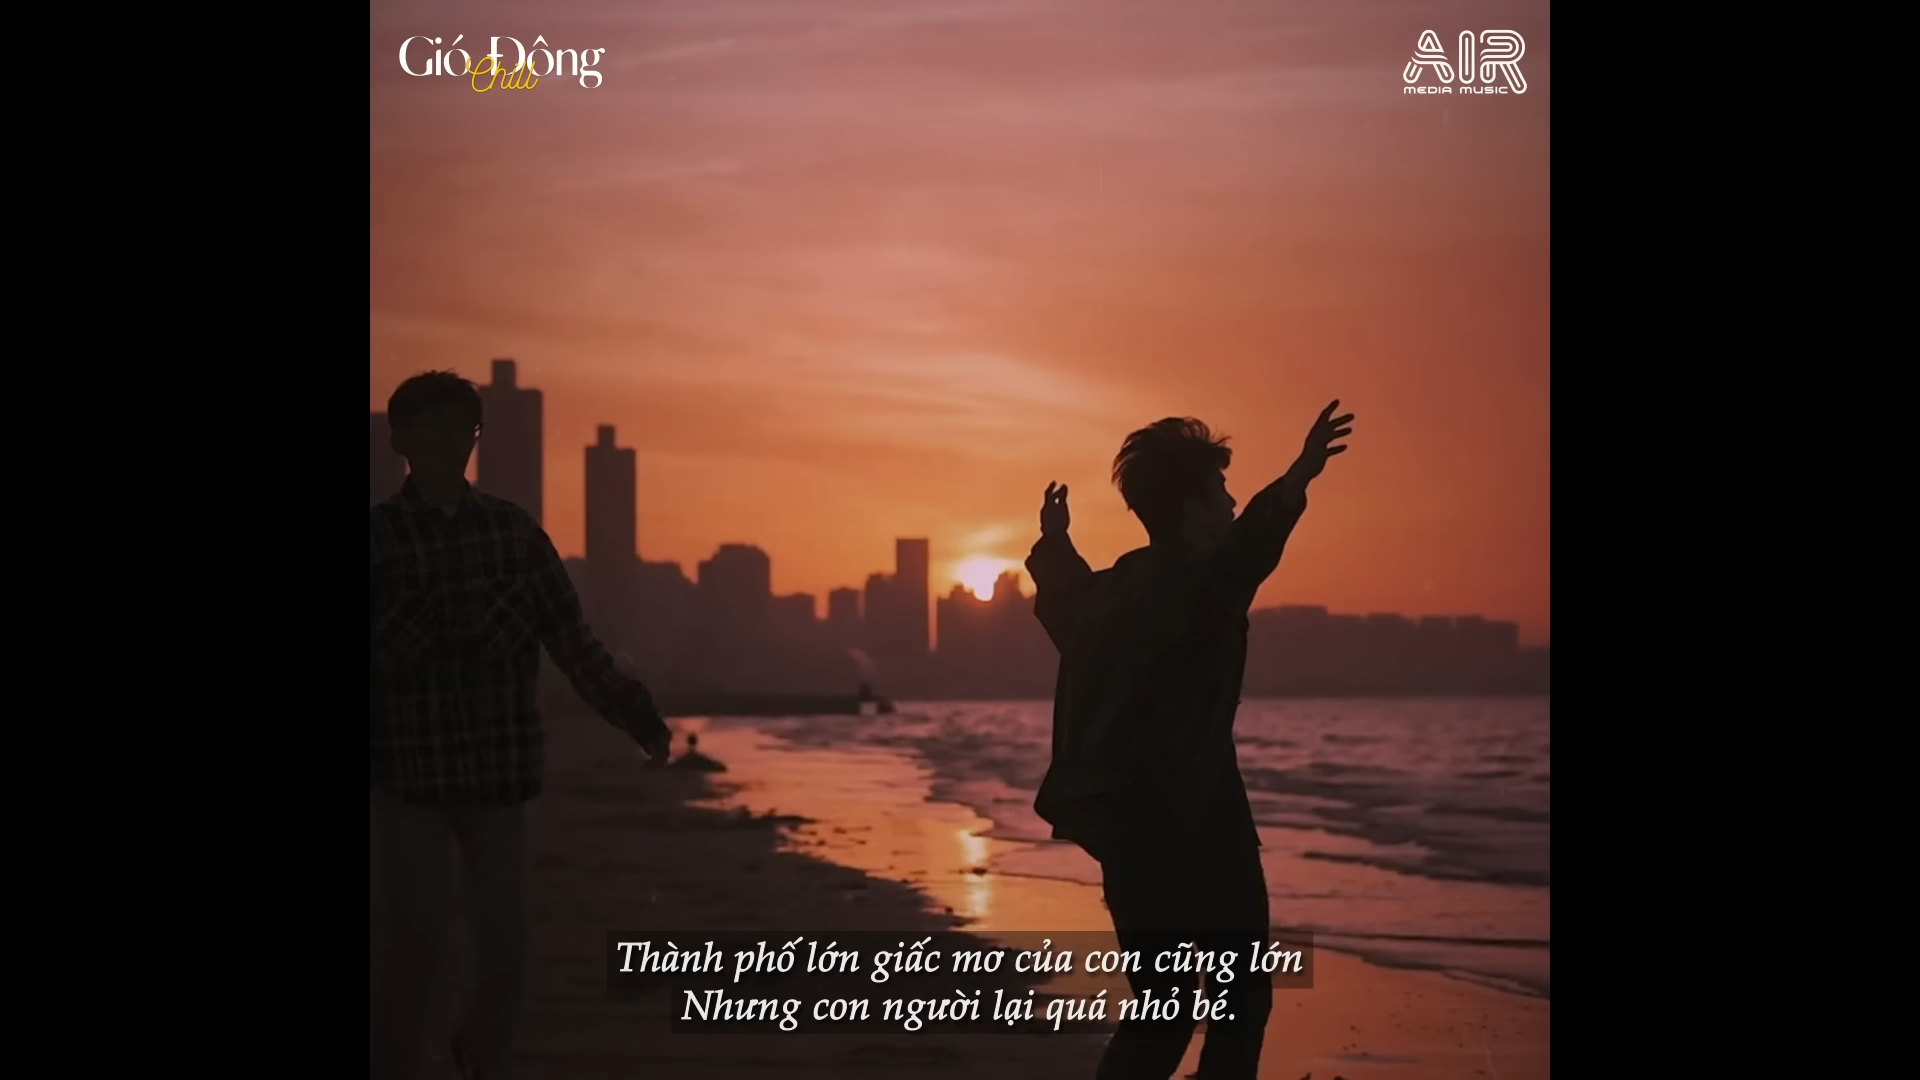 Gió Đông
Chill
AIR
MEDIA MUSIC
Thành phố lớn giấc mơ của con cũng lớn
Nhưng con người lại quá nhỏ bé.